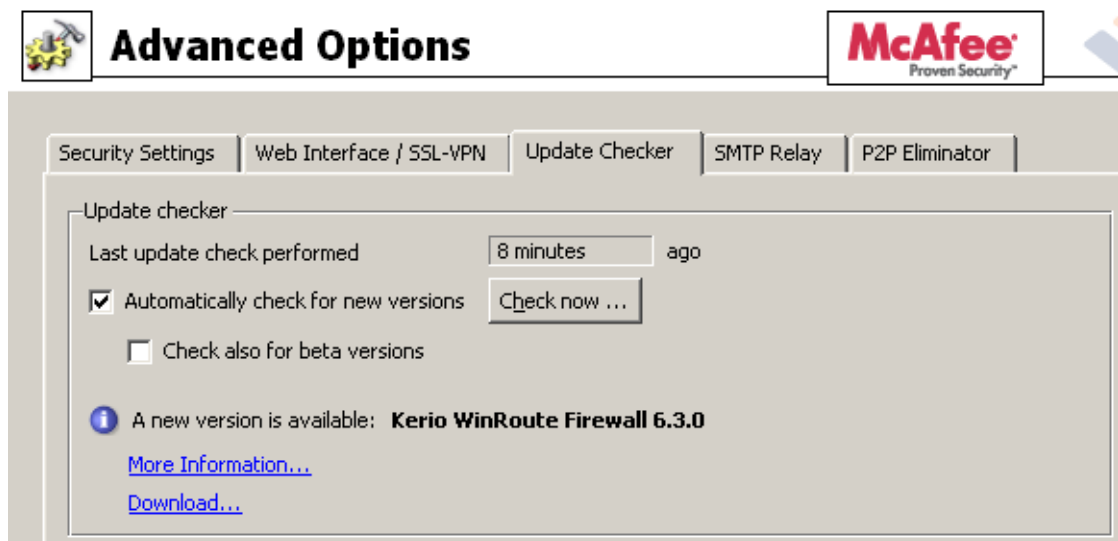 Advanced Options
McAfee
Proven Security™
Security Settings
Web Interface / SSL-VPN
Update Checker
SMTP Relay
P2P Eliminator
Update checker
Last update check performed 8 minutes ago
Automatically check for new versions Check now ...
Check also for beta versions
A new version is available: Kerio WinRoute Firewall 6.3.0
More Information...
Download...